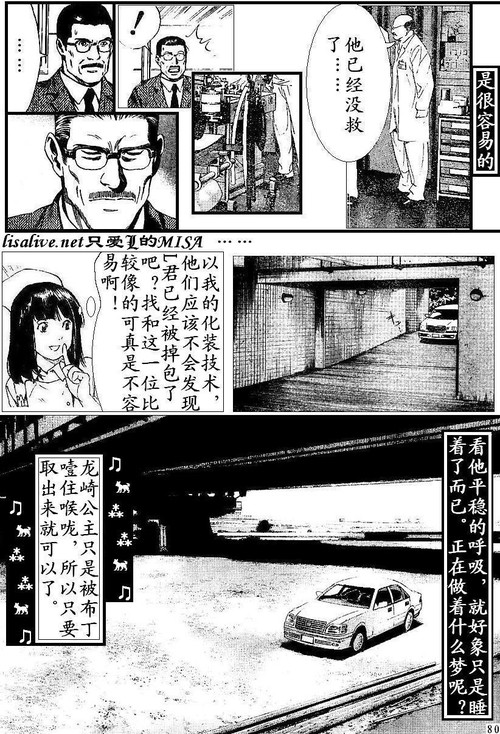 是很容易的
他已经没救
了……
！
……
lisalive.net只爱L的MISA ……
以我的化装技术，
他们应该不会发现
L君已经被掉包了
吧？找和这一位比
较像的可真是不容
易啊！
看他平稳的呼吸，就好象只是睡
着了而已。正在做着什么梦呢？
龙崎公主只是被布丁
噎住喉咙，所以只要
取出来就可以了。
80